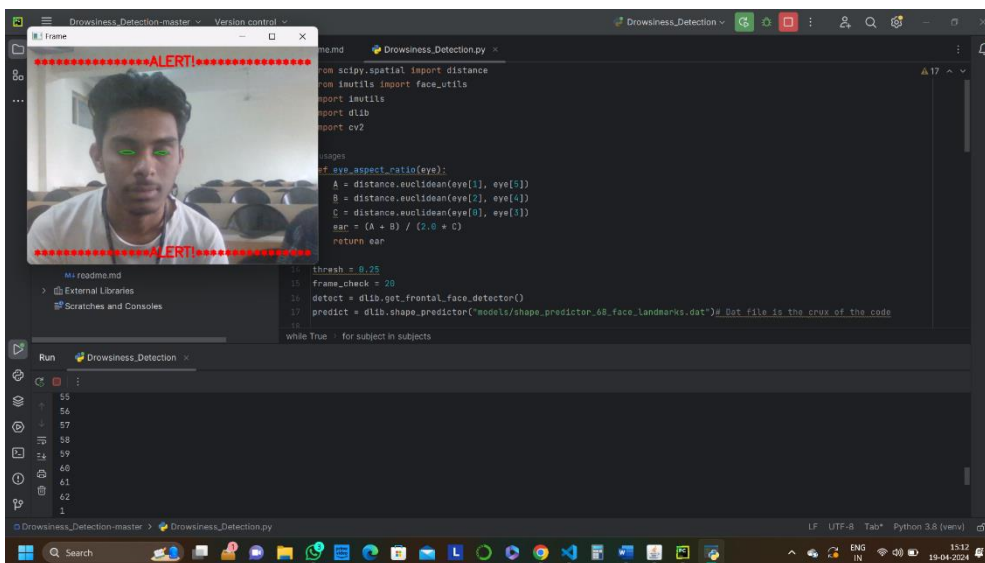 Drowsiness_Detection-master Version control Drowsiness_Detection
Frame
****************ALERT!****************
****************ALERT!****************
me.md Drowsiness_Detection.py
rom scipy.spatial import distance
rom imutils import face_utils
mport imutils
mport dlib
mport cv2
usages
ef eye_aspect_ratio(eye):
A = distance.euclidean(eye[1], eye[5])
B = distance.euclidean(eye[2], eye[4])
C = distance.euclidean(eye[0], eye[3])
ear = (A + B) / (2.0 * C)
return ear
14 thresh = 0.25
15 frame_check = 20
16 detect = dlib.get_frontal_face_detector()
17 predict = dlib.shape_predictor("models/shape_predictor_68_face_landmarks.dat")# Dat file is the crux of the code
18
17
while True > for subject in subjects
M↓ readme.md
External Libraries
Scratches and Consoles
Run Drowsiness_Detection
55
56
57
58
59
60
61
62
1
Drowsiness_Detection-master > Drowsiness_Detection.py LF UTF-8 Tab* Python 3.8 (venv)
Search ENG IN 15:12 19-04-2024